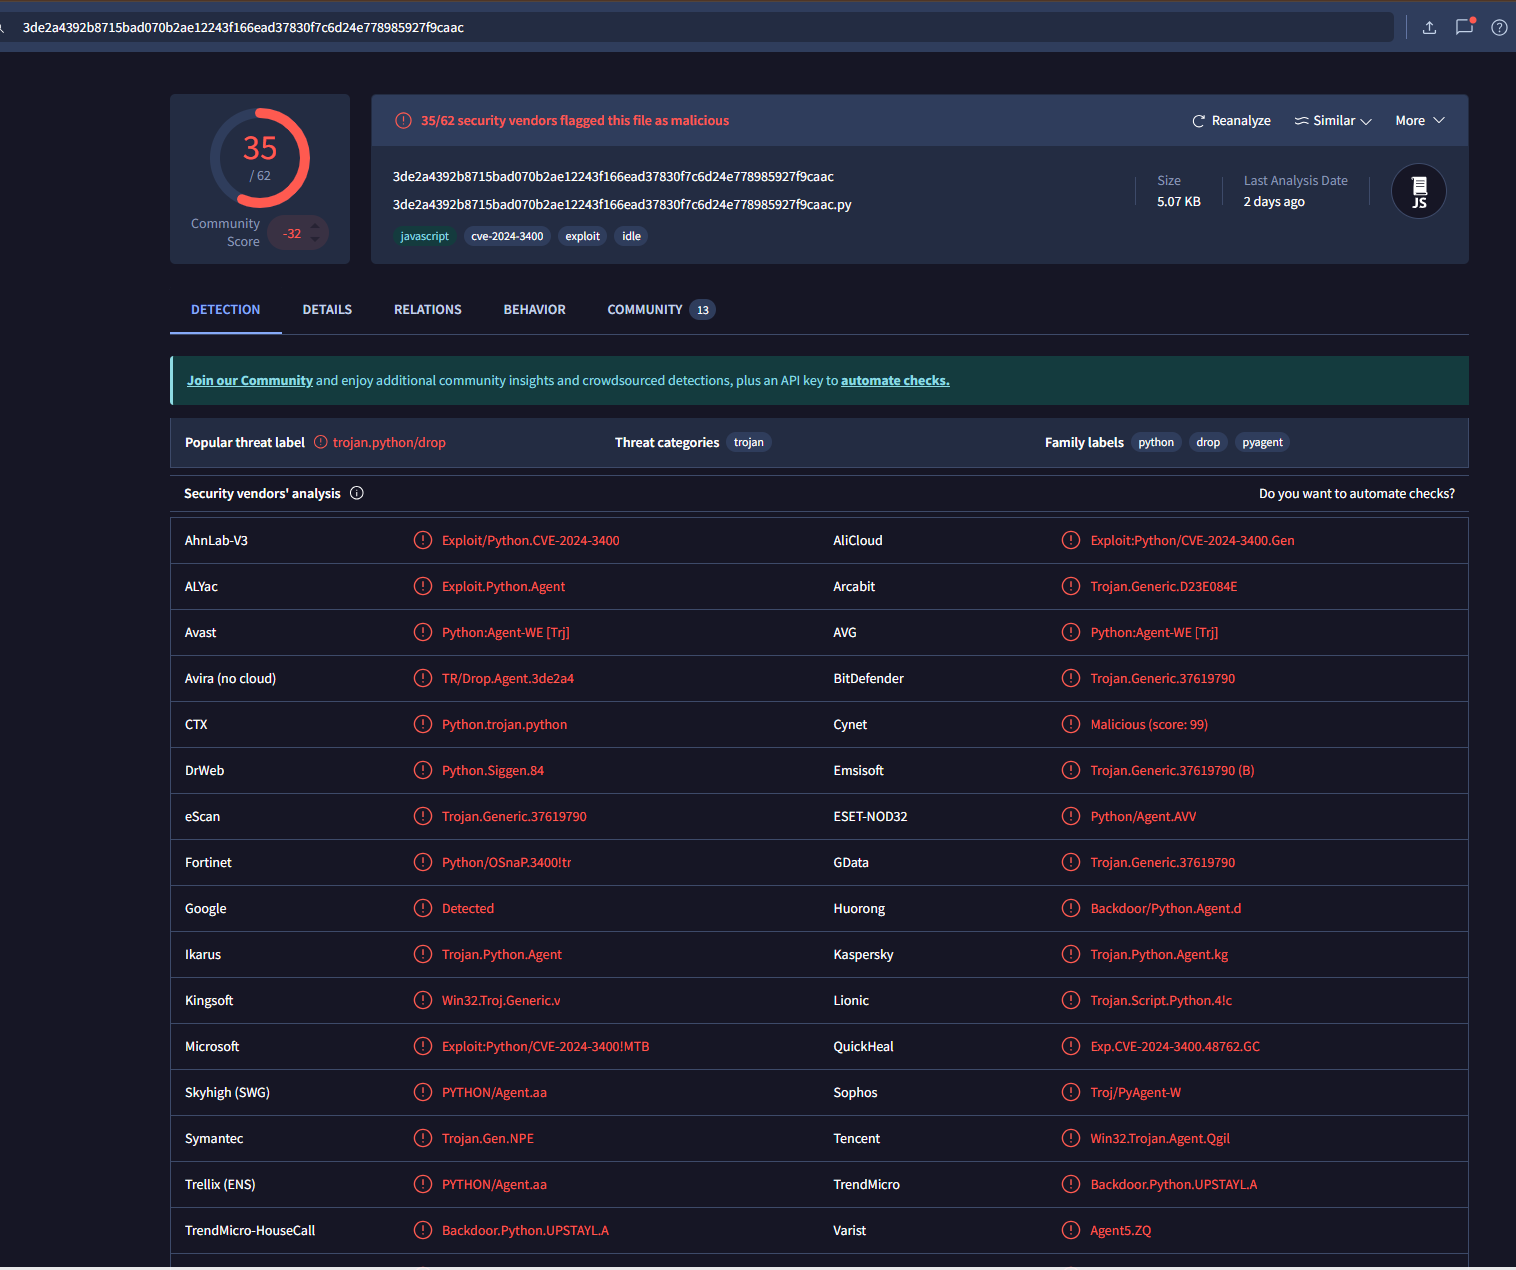 3de2a4392b8715bad070b2ae12243f166ead37830f7c6d24e778985927f9caac
35
/ 62
Community
Score
-32
35/62 security vendors flagged this file as malicious
Reanalyze
Similar
More
3de2a4392b8715bad070b2ae12243f166ead37830f7c6d24e778985927f9caac
3de2a4392b8715bad070b2ae12243f166ead37830f7c6d24e778985927f9caac.py
javascript cve-2024-3400 exploit idle
Size
5.07 KB
Last Analysis Date
2 days ago
JS
DETECTION DETAILS RELATIONS BEHAVIOR COMMUNITY 13
Join our Community and enjoy additional community insights and crowdsourced detections, plus an API key to automate checks.
Popular threat label trojan.python/drop Threat categories trojan Family labels python drop pyagent
Security vendors' analysis Do you want to automate checks?
AhnLab-V3 Exploit/Python.CVE-2024-3400 AliCloud Exploit:Python/CVE-2024-3400.Gen
ALYac Exploit.Python.Agent Arcabit Trojan.Generic.D23E084E
Avast Python:Agent-WE [Trj] AVG Python:Agent-WE [Trj]
Avira (no cloud) TR/Drop.Agent.3de2a4 BitDefender Trojan.Generic.37619790
CTX Python.trojan.python Cynet Malicious (score: 99)
DrWeb Python.Siggen.84 Emsisoft Trojan.Generic.37619790 (B)
eScan Trojan.Generic.37619790 ESET-NOD32 Python/Agent.AVV
Fortinet Python/OSnaP.3400!tr GData Trojan.Generic.37619790
Google Detected Huorong Backdoor/Python.Agent.d
Ikarus Trojan.Python.Agent Kaspersky Trojan.Python.Agent.kg
Kingsoft Win32.Troj.Generic.v Lionic Trojan.Script.Python.4!c
Microsoft Exploit:Python/CVE-2024-3400!MTB QuickHeal Exp.CVE-2024-3400.48762.GC
Skyhigh (SWG) PYTHON/Agent.aa Sophos Troj/PyAgent-W
Symantec Trojan.Gen.NPE Tencent Win32.Trojan.Agent.Qgil
Trellix (ENS) PYTHON/Agent.aa TrendMicro Backdoor.Python.UPSTAYL.A
TrendMicro-HouseCall Backdoor.Python.UPSTAYL.A Varist Agent5.ZQ